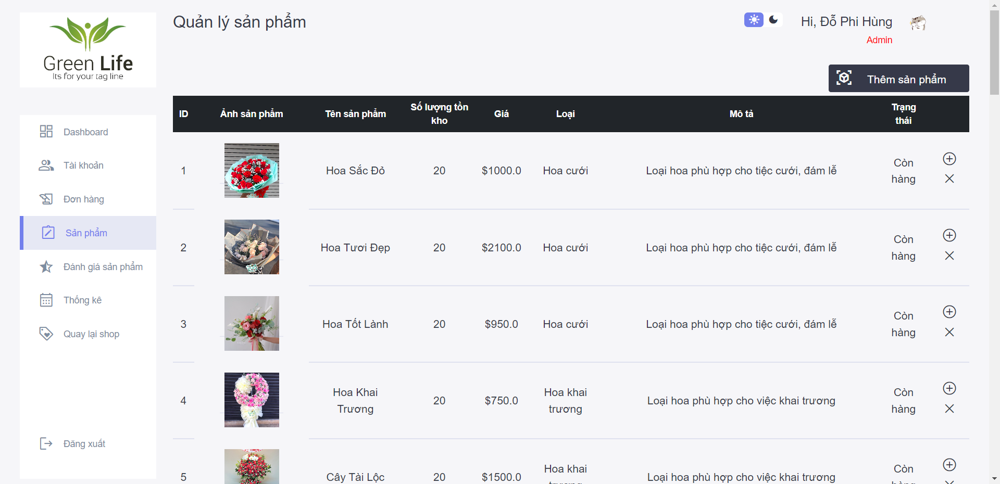 Green Life
Its for your tag line
Quản lý sản phẩm
Hi, Đỗ Phi Hùng
Admin
Thêm sản phẩm
Dashboard
Tài khoản
Đơn hàng
Sản phẩm
Đánh giá sản phẩm
Thống kê
Quay lại shop
Đăng xuất
ID Ảnh sản phẩm Tên sản phẩm Số lượng tồn kho Giá Loại Mô tả Trạng thái
1 Hoa Sắc Đỏ 20 $1000.0 Hoa cưới Loại hoa phù hợp cho tiệc cưới, đám lễ Còn hàng
2 Hoa Tươi Đẹp 20 $2100.0 Hoa cưới Loại hoa phù hợp cho tiệc cưới, đám lễ Còn hàng
3 Hoa Tốt Lành 20 $950.0 Hoa cưới Loại hoa phù hợp cho tiệc cưới, đám lễ Còn hàng
4 Hoa Khai Trương 20 $750.0 Hoa khai trương Loại hoa phù hợp cho việc khai trương Còn hàng
5 Cây Tài Lộc 20 $1500.0 Hoa khai Loại hoa phù hợp cho việc khai trương Còn